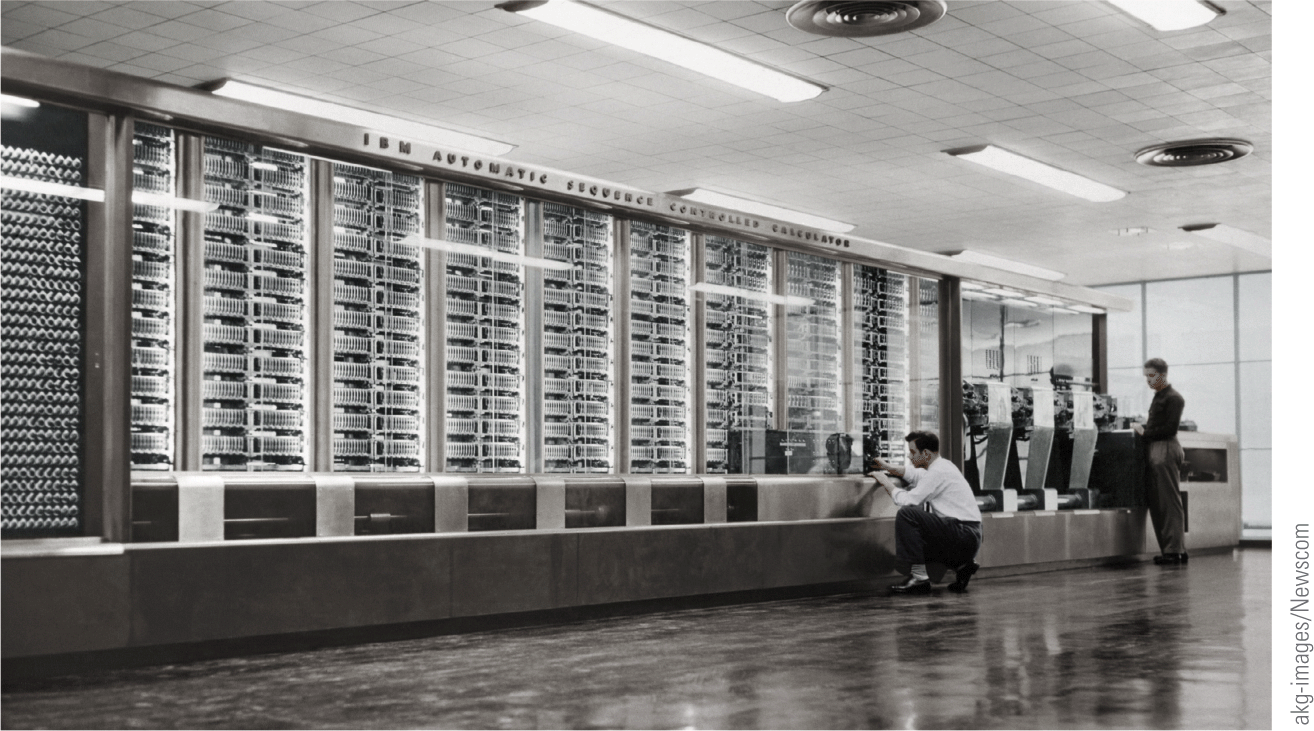 IBM AUTOMATIC SEQUENCE CONTROLLED CALCULATOR
akg-images/Newscom